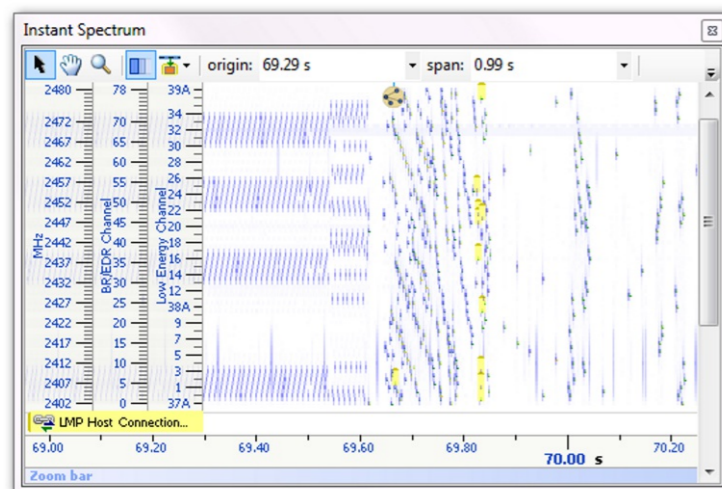 Instant Spectrum
origin: 69.29 s span: 0.99 s
2480 78 39A
2472 70 34
32
2467 65 30
2462 60 28
26
2457 55 24
2452 50 22
2447 45 20
2442 40 18
16
2437 35 14
2432 30 12
2427 25 38A
2422 20 9
2417 15 7
2412 10 5
2407 5 3
1
2402 0 37A
MHz
BR/EDR Channel
Low Energy Channel
LMP Host Connection...
69.00 69.20 69.40 69.60 69.80 70.00 s 70.20
Zoom bar